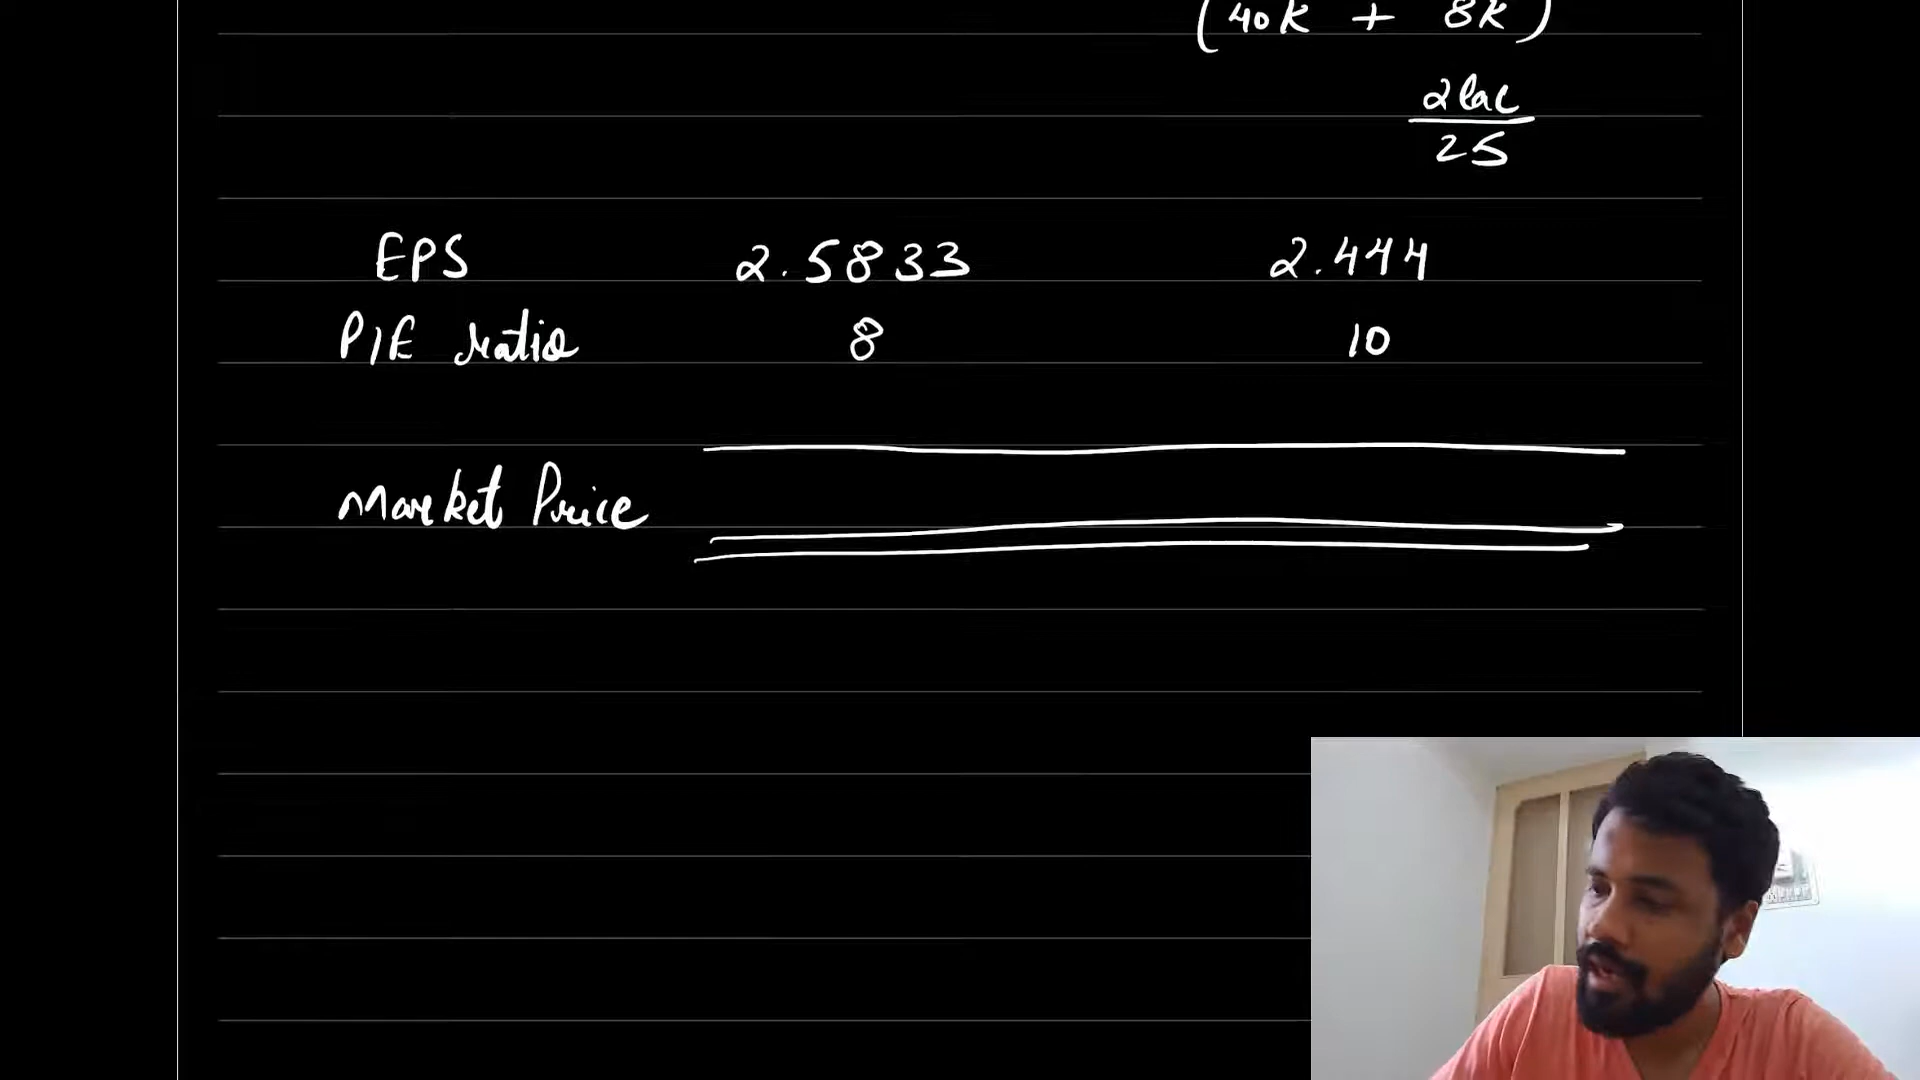 (40k + 8k)
2lac
25
EPS 2.5833 2.444
P/E ratio 8 10
Market Price